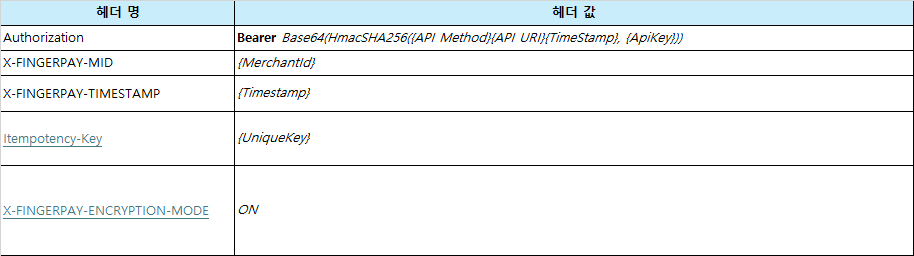 헤더 명 헤더 값
Authorization Bearer Base64(HmacSHA256({API Method}{API URI}{TimeStamp}, {ApiKey}))
X-FINGERPAY-MID {MerchantId}
X-FINGERPAY-TIMESTAMP {Timestamp}
Itempotency-Key {UniqueKey}
X-FINGERPAY-ENCRYPTION-MODE ON